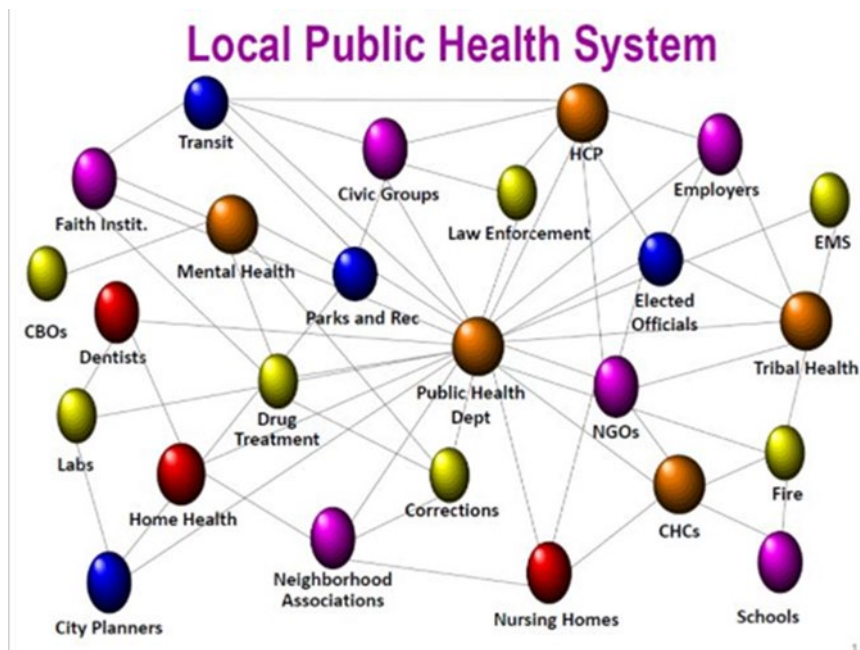 Local Public Health System
Transit
HCP
Civic Groups
Employers
Faith Instit.
Law Enforcement
EMS
Mental Health
Parks and Rec
Elected
Officials
CBOs
Dentists
Tribal Health
Public Health
Dept
Drug
Treatment
NGOs
Labs
Fire
Home Health
Corrections
CHCs
Neighborhood
Associations
Nursing Homes
Schools
City Planners